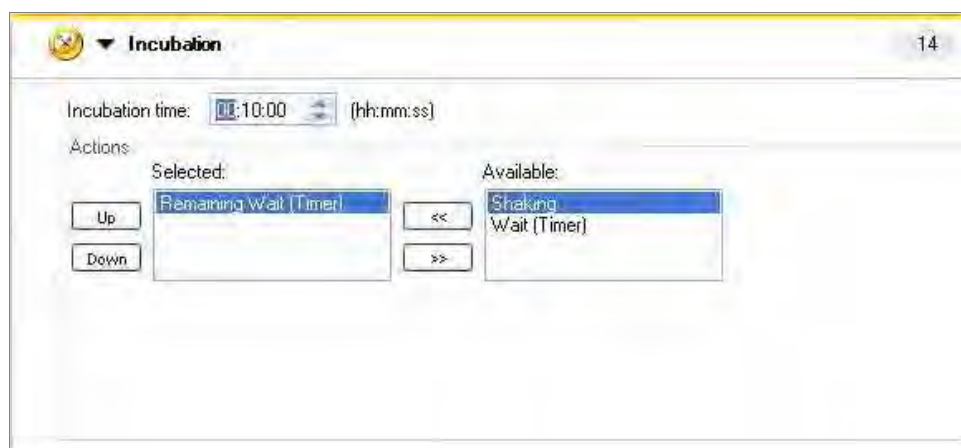 Incubation 14
Incubation time: 00:10:00 (hh:mm:ss)
Actions
Selected: Available:
Remaining Wait (Timer) Shaking
Wait (Timer)
Up <<
Down >>